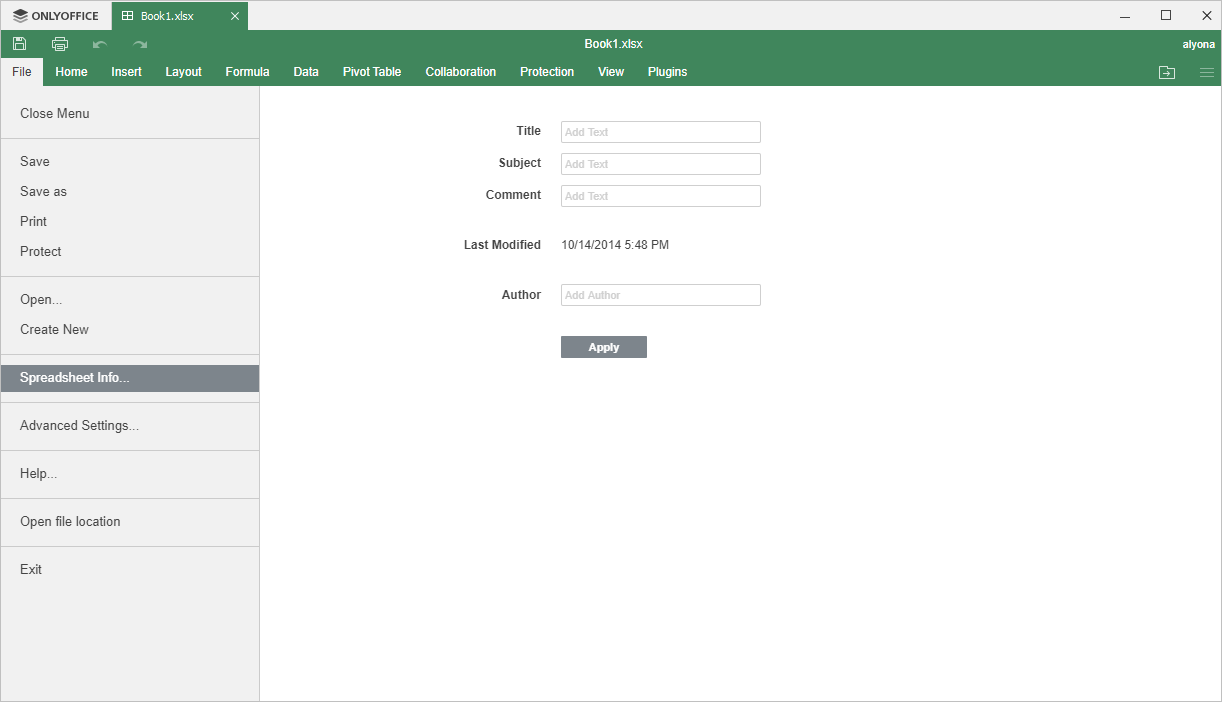 ONLYOFFICE
Book1.xlsx
Book1.xlsx
alyona
File Home Insert Layout Formula Data Pivot Table Collaboration Protection View Plugins
Close Menu
Save
Save as
Print
Protect
Open...
Create New
Spreadsheet Info...
Advanced Settings...
Help...
Open file location
Exit
Title Add Text
Subject Add Text
Comment Add Text
Last Modified 10/14/2014 5:48 PM
Author Add Author
Apply